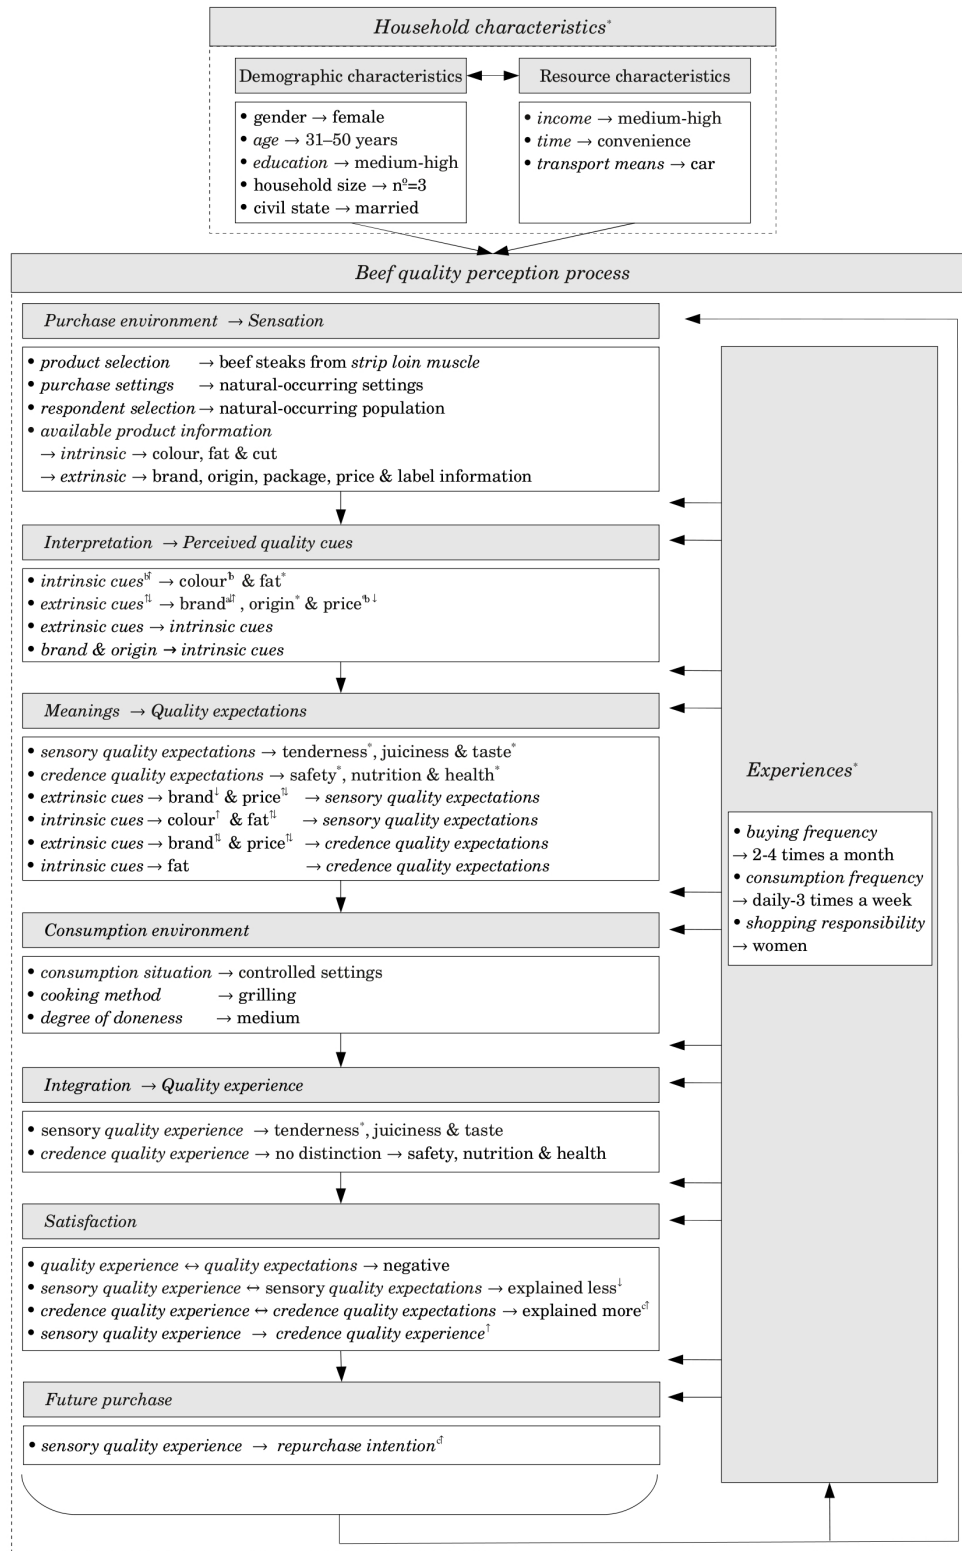 Household characteristics*
Demographic characteristics
Resource characteristics
• gender → female
• age → 31–50 years
• education → medium-high
• household size → nº=3
• civil state → married
• income → medium-high
• time → convenience
• transport means → car
Beef quality perception process
Purchase environment → Sensation
• product selection → beef steaks from strip loin muscle
• purchase settings → natural-occurring settings
• respondent selection → natural-occurring population
• available product information
→ intrinsic → colour, fat & cut
→ extrinsic → brand, origin, package, price & label information
Interpretation → Perceived quality cues
• intrinsic cues → colour & fat*
• extrinsic cues⇅ → brand , origin* & price
• extrinsic cues → intrinsic cues
• brand & origin → intrinsic cues
Meanings → Quality expectations
• sensory quality expectations → tenderness*, juiciness & taste*
• credence quality expectations → safety*, nutrition & health*
• extrinsic cues → brand↓ & price⇅ → sensory quality expectations
• intrinsic cues → colour↑ & fat⇅ → sensory quality expectations
• extrinsic cues → brand⇅ & price⇅ → credence quality expectations
• intrinsic cues → fat → credence quality expectations
Consumption environment
• consumption situation → controlled settings
• cooking method → grilling
• degree of doneness → medium
Integration → Quality experience
• sensory quality experience → tenderness*, juiciness & taste
• credence quality experience → no distinction → safety, nutrition & health
Satisfaction
• quality experience ↔ quality expectations → negative
• sensory quality experience ↔ sensory quality expectations → explained less↓
• credence quality experience ↔ credence quality expectations → explained more c↑
• sensory quality experience → credence quality experience↑
Future purchase
• sensory quality experience → repurchase intention c↑
Experiences*
• buying frequency
→ 2-4 times a month
• consumption frequency
→ daily-3 times a week
• shopping responsibility
→ women